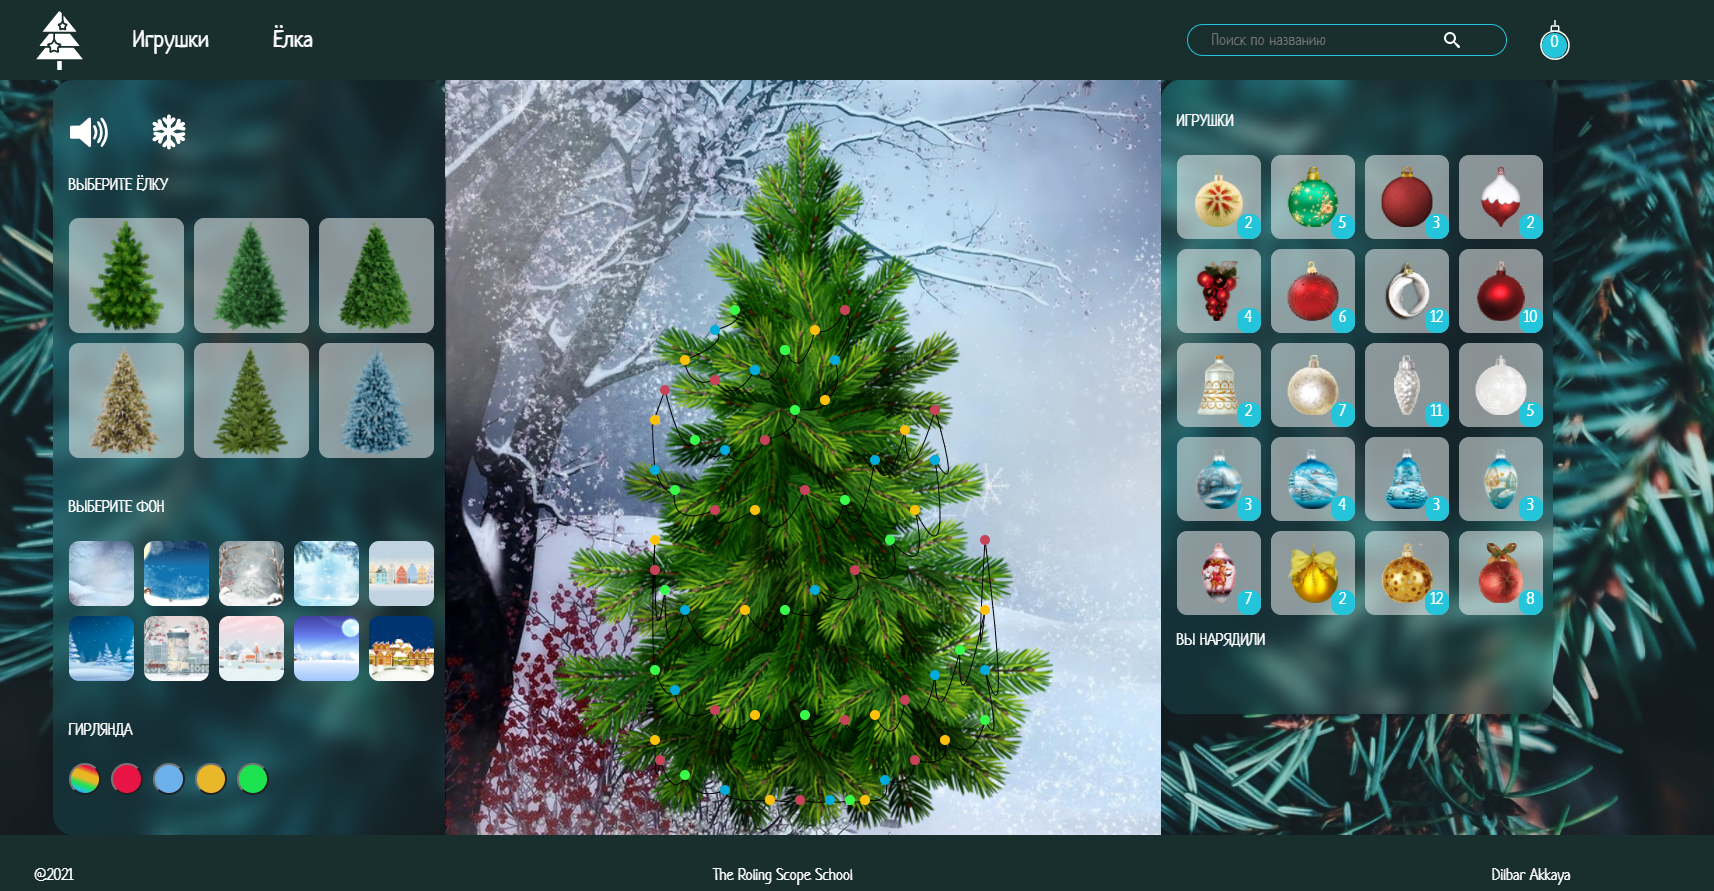 Игрушки Ёлка
Поиск по названию
0
ВЫБЕРИТЕ ЁЛКУ
ВЫБЕРИТЕ ФОН
ГИРЛЯНДА
ИГРУШКИ
2 5 3 2
4 6 12 10
2 7 11 5
3 4 3 3
7 2 12 8
ВЫ НАРЯДИЛИ
@2021
The Roling Scope School
Dilbar Akkaya